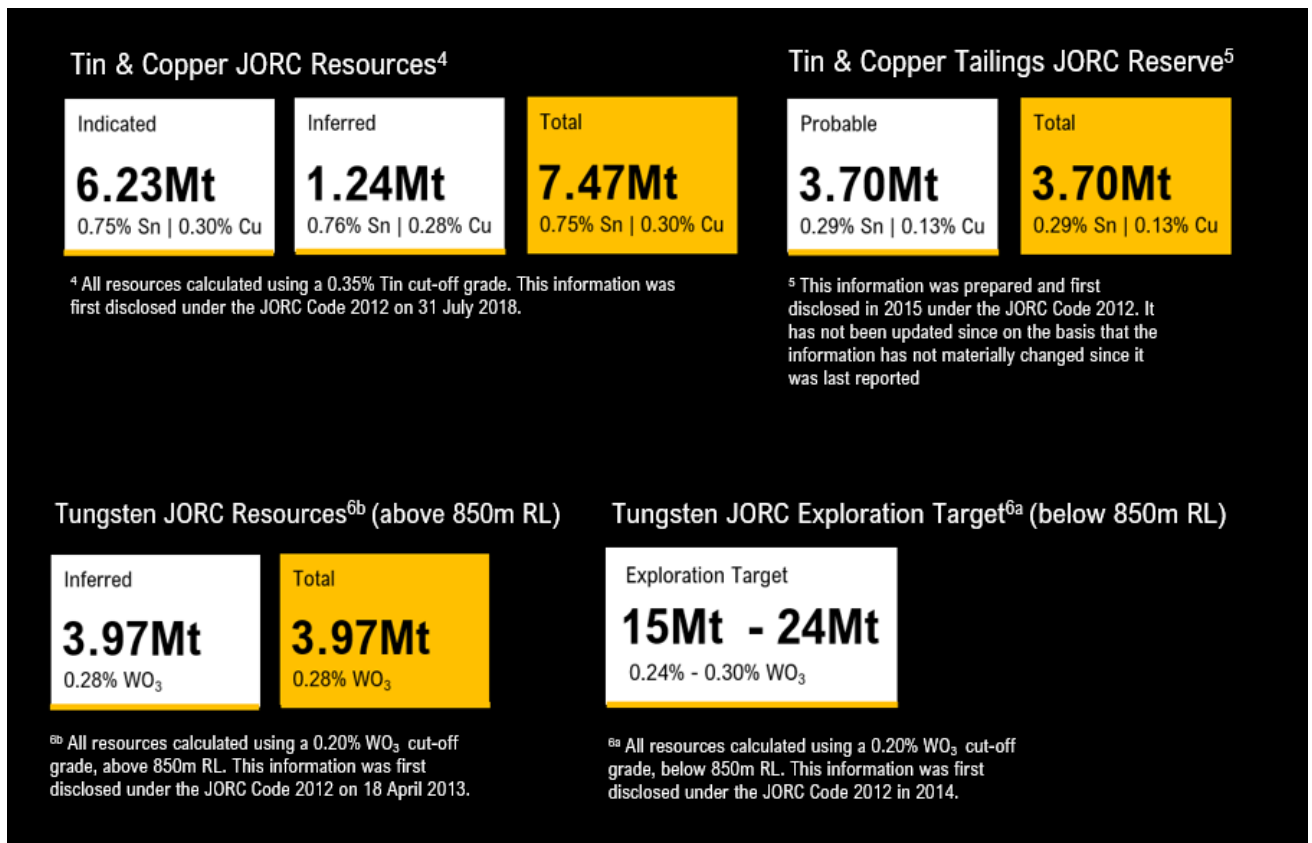 Tin & Copper JORC Resources⁴
Indicated
6.23Mt
0.75% Sn | 0.30% Cu
Inferred
1.24Mt
0.76% Sn | 0.28% Cu
Total
7.47Mt
0.75% Sn | 0.30% Cu
⁴ All resources calculated using a 0.35% Tin cut-off grade. This information was
first disclosed under the JORC Code 2012 on 31 July 2018.
Tin & Copper Tailings JORC Reserve⁵
Probable
3.70Mt
0.29% Sn | 0.13% Cu
Total
3.70Mt
0.29% Sn | 0.13% Cu
⁵ This information was prepared and first
disclosed in 2015 under the JORC Code 2012. It
has not been updated since on the basis that the
information has not materially changed since it
was last reported
Tungsten JORC Resources⁶ᵇ (above 850m RL)
Inferred
3.97Mt
0.28% WO₃
Total
3.97Mt
0.28% WO₃
⁶ᵇ All resources calculated using a 0.20% WO₃ cut-off
grade, above 850m RL. This information was first
disclosed under the JORC Code 2012 on 18 April 2013.
Tungsten JORC Exploration Target⁶ᵃ (below 850m RL)
Exploration Target
15Mt - 24Mt
0.24% - 0.30% WO₃
⁶ᵃ All resources calculated using a 0.20% WO₃ cut-off
grade, below 850m RL. This information was first
disclosed under the JORC Code 2012 in 2014.